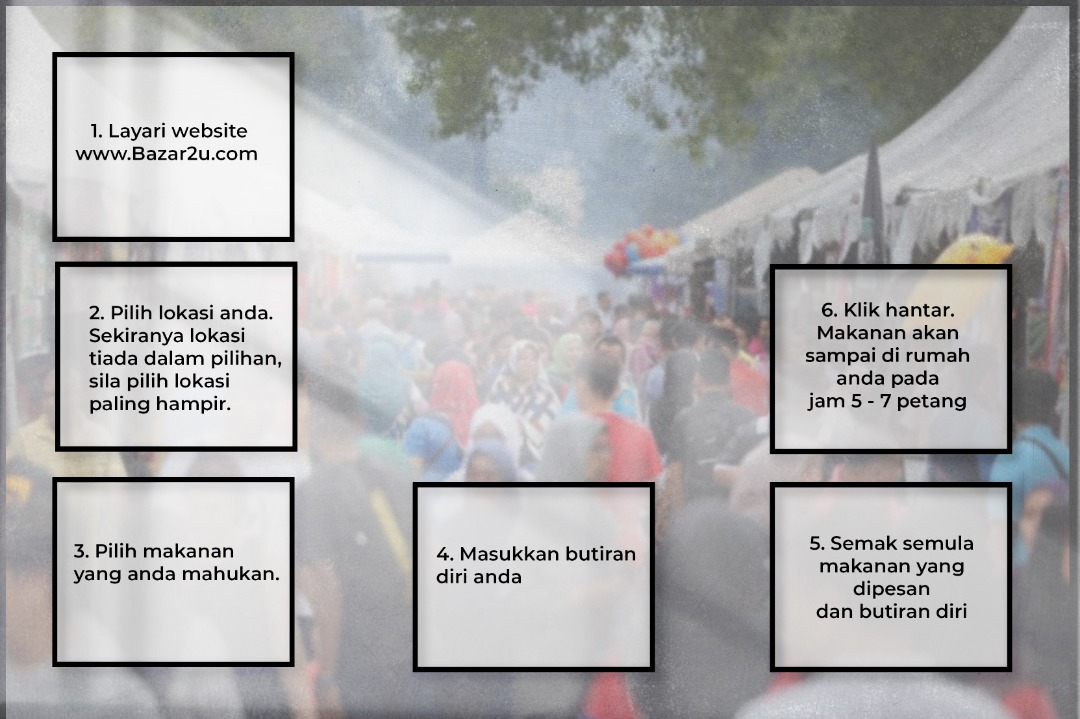 1. Layari website
www.Bazar2u.com
2. Pilih lokasi anda.
Sekiranya lokasi
tiada dalam pilihan,
sila pilih lokasi
paling hampir.
3. Pilih makanan
yang anda mahukan.
4. Masukkan butiran
diri anda
5. Semak semula
makanan yang
dipesan
dan butiran diri
6. Klik hantar.
Makanan akan
sampai di rumah
anda pada
jam 5 - 7 petang